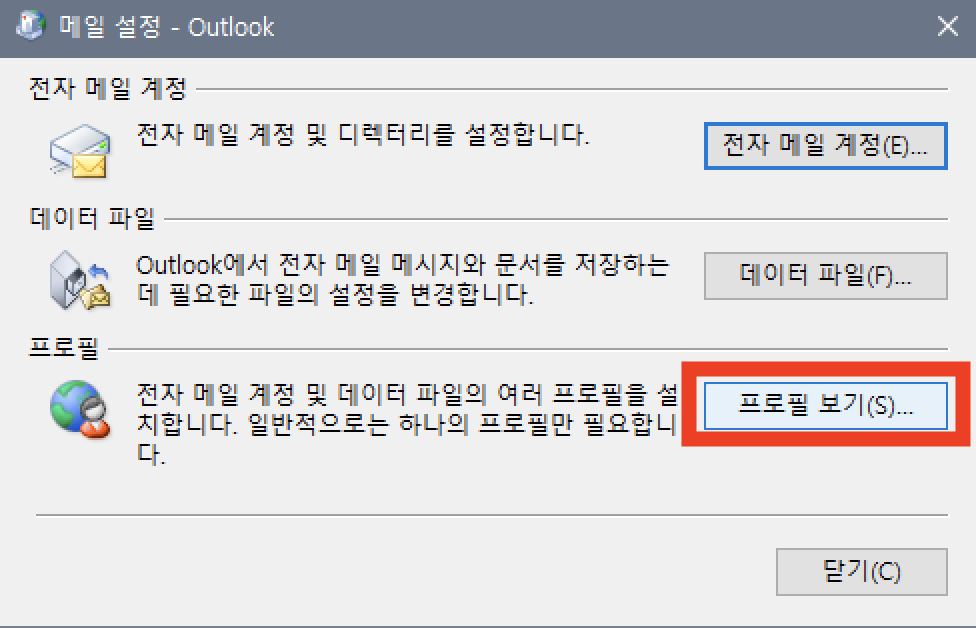 메일 설정 - Outlook
전자 메일 계정
전자 메일 계정 및 디렉터리를 설정합니다.
전자 메일 계정(E)...
데이터 파일
Outlook에서 전자 메일 메시지와 문서를 저장하는
데 필요한 파일의 설정을 변경합니다.
데이터 파일(F)...
프로필
전자 메일 계정 및 데이터 파일의 여러 프로필을 설
치합니다. 일반적으로는 하나의 프로필만 필요합니
다.
프로필 보기(S)...
닫기(C)